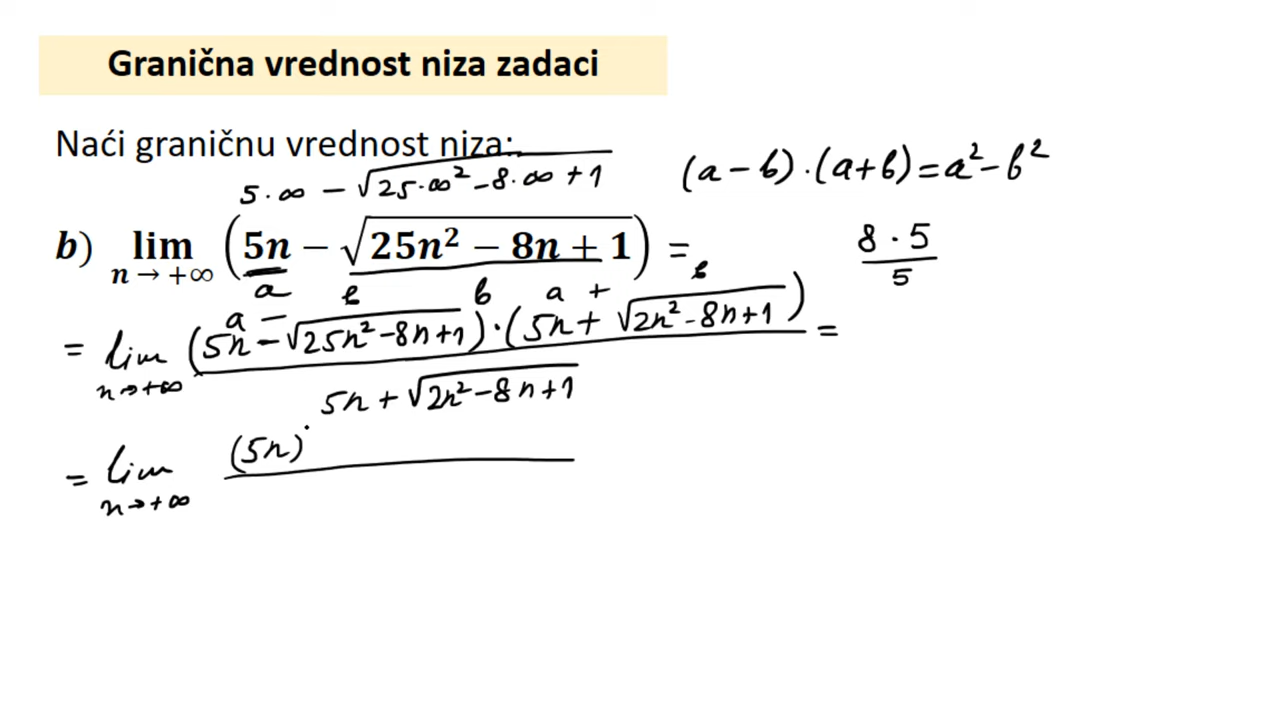 Granična vrednost niza zadaci
Naći graničnu vrednost niza:
5·∞ − √25·∞² − 8·∞ + 1
(a − b)·(a + b) = a² − b²
b) lim n → +∞ (5n − √25n² − 8n + 1) =
8 · 5 / 5
a b b a + b
a −
= lim n→+∞ (5n − √25n² − 8n + 1)·(5n + √2n² − 8n + 1) / 5n + √2n² − 8n + 1 =
= lim n→+∞ (5n)